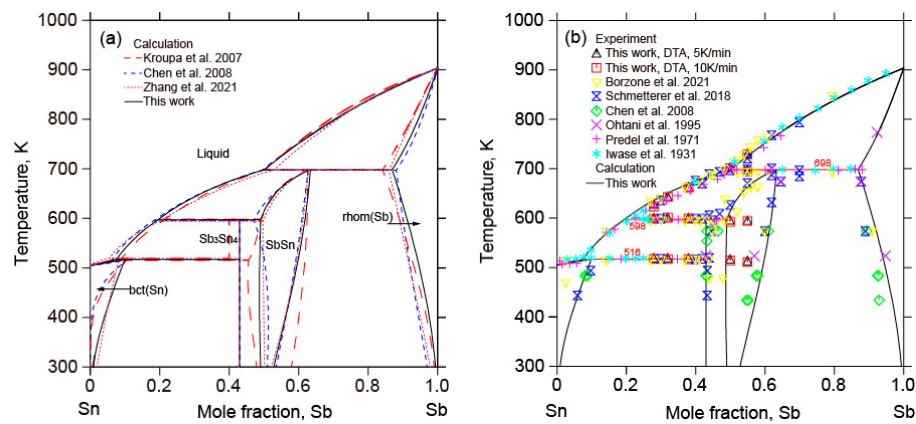 (a)
Calculation
Kroupa et al. 2007
Chen et al. 2008
Zhang et al. 2021
This work
Liquid
Sb₃Sn₄
SbSn
rhom(Sb)
bct(Sn)
1000
900
800
700
600
500
400
300
Temperature, K
0
0.2
0.4
0.6
0.8
1.0
Sn
Mole fraction, Sb
Sb
(b)
Experiment
This work, DTA, 5K/min
This work, DTA, 10K/min
Borzone et al. 2021
Schmetterer et al. 2018
Chen et al. 2008
Ohtani et al. 1995
Predel et al. 1971
Iwase et al. 1931
Calculation
This work
698
598
516
1000
900
800
700
600
500
400
300
Temperature, K
0
0.2
0.4
0.6
0.8
1.0
Sn
Mole fraction, Sb
Sb